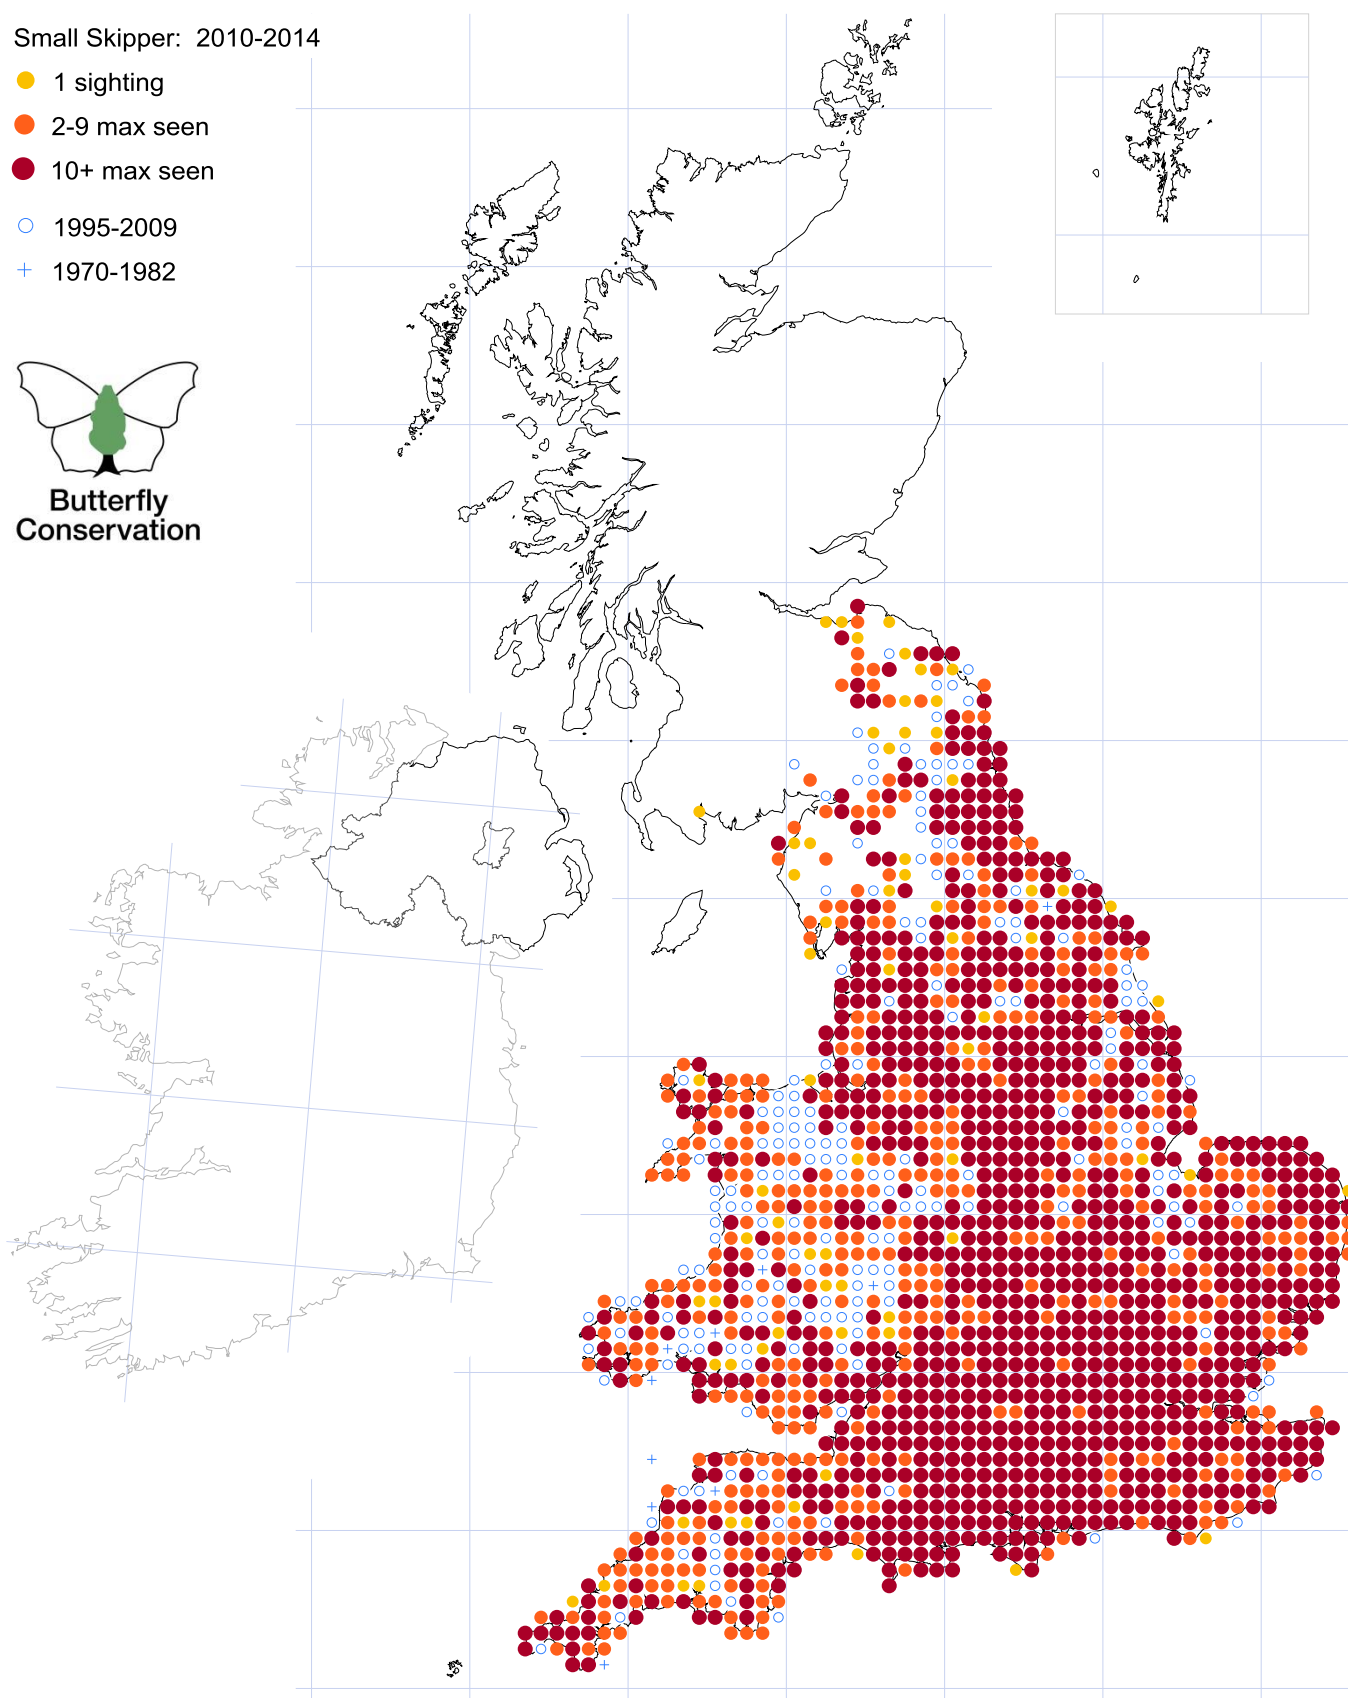 Small Skipper: 2010-2014
1 sighting
2-9 max seen
10+ max seen
1995-2009
1970-1982
Butterfly
Conservation